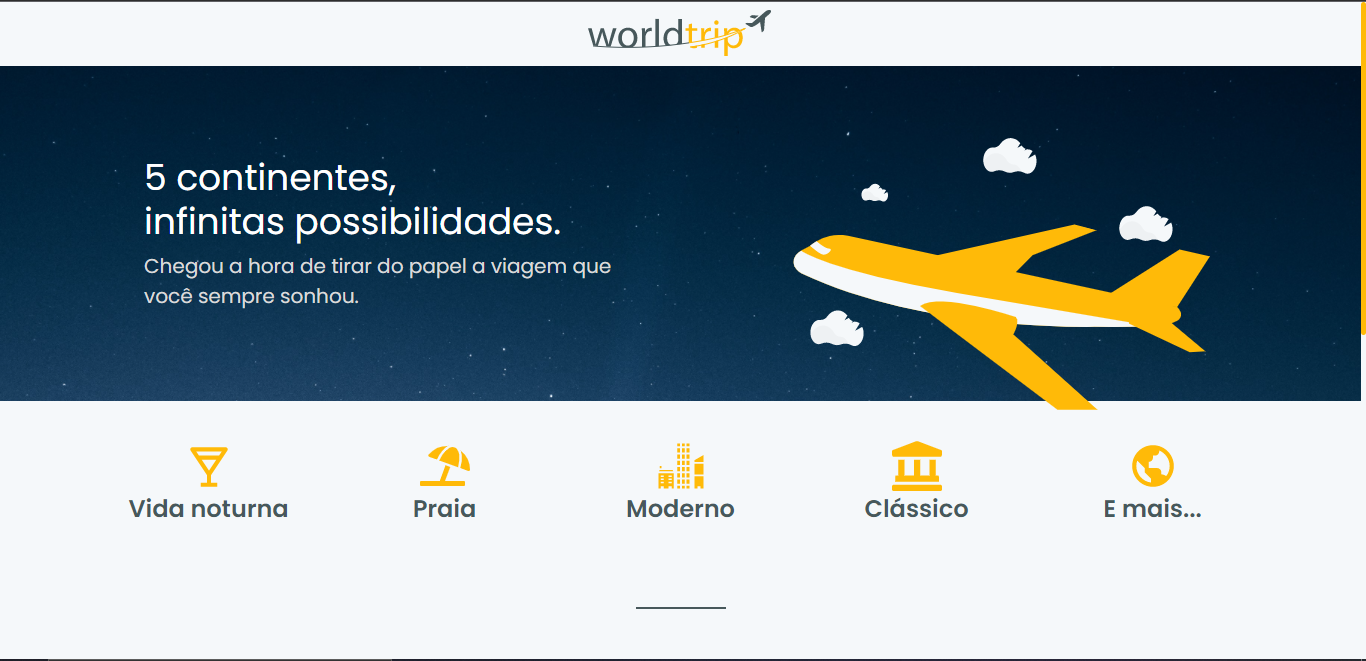 worldtrip
5 continentes,
infinitas possibilidades.
Chegou a hora de tirar do papel a viagem que
você sempre sonhou.
Vida noturna
Praia
Moderno
Clássico
E mais...